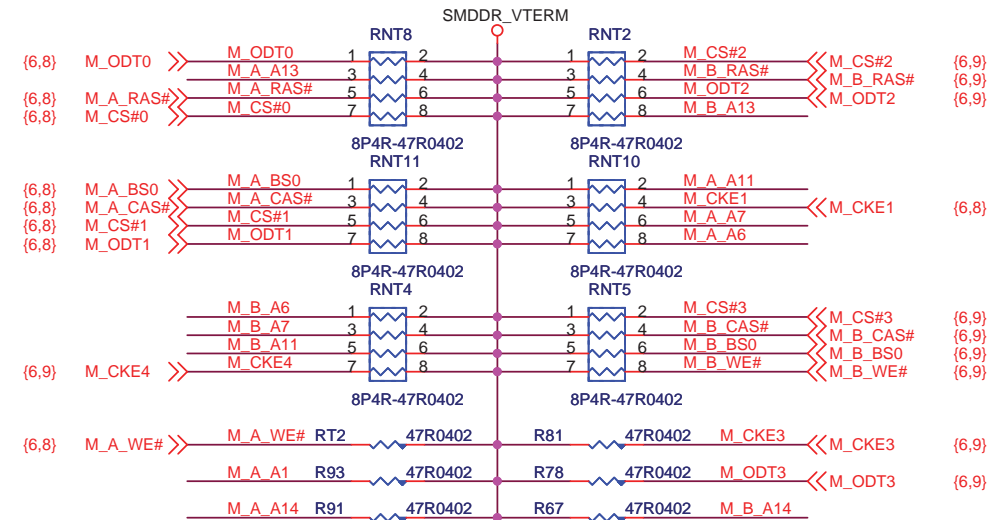 SMDDR_VTERM
RNT8 RNT2
{6,8} M_ODT0 M_ODT0 1 2 1 2 M_CS#2 M_CS#2 {6,9}
M_A_A13 3 4 3 4 M_B_RAS# M_B_RAS# {6,9}
{6,8} M_A_RAS# M_A_RAS# 5 6 5 6 M_ODT2 M_ODT2 {6,9}
{6,8} M_CS#0 M_CS#0 7 8 7 8 M_B_A13
8P4R-47R0402 8P4R-47R0402
RNT11 RNT10
{6,8} M_A_BS0 M_A_BS0 1 2 1 2 M_A_A11
{6,8} M_A_CAS# M_A_CAS# 3 4 3 4 M_CKE1 M_CKE1 {6,8}
{6,8} M_CS#1 M_CS#1 5 6 5 6 M_A_A7
{6,8} M_ODT1 M_ODT1 7 8 7 8 M_A_A6
8P4R-47R0402 8P4R-47R0402
RNT4 RNT5
M_B_A6 1 2 1 2 M_CS#3 M_CS#3 {6,9}
M_B_A7 3 4 3 4 M_B_CAS# M_B_CAS# {6,9}
M_B_A11 5 6 5 6 M_B_BS0 M_B_BS0 {6,9}
{6,9} M_CKE4 M_CKE4 7 8 7 8 M_B_WE# M_B_WE# {6,9}
8P4R-47R0402 8P4R-47R0402
{6,8} M_A_WE# M_A_WE# RT2 47R0402 R81 47R0402 M_CKE3 M_CKE3 {6,9}
M_A_A1 R93 47R0402 R78 47R0402 M_ODT3 M_ODT3 {6,9}
M_A_A14 R91 47R0402 R67 47R0402 M_B_A14